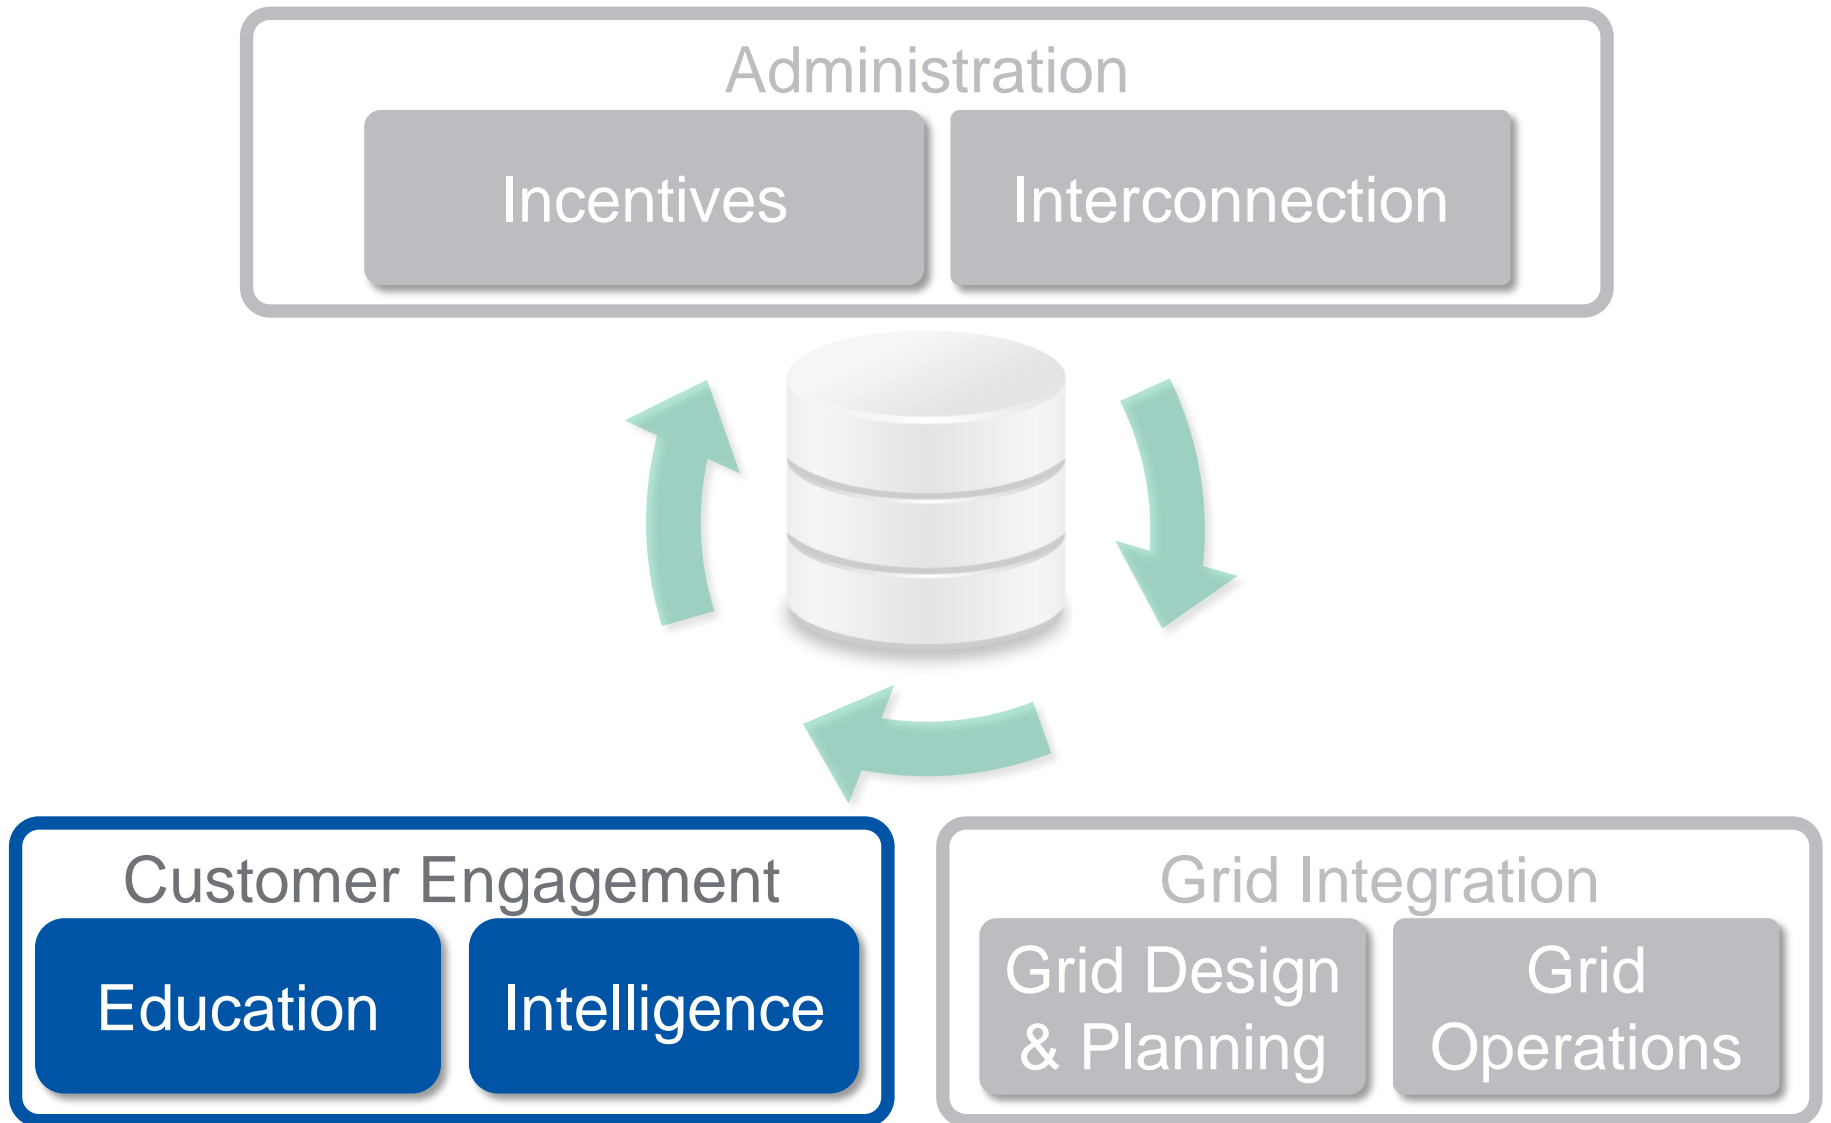 Administration
Incentives
Interconnection
Customer Engagement
Education
Intelligence
Grid Integration
Grid Design
& Planning
Grid
Operations